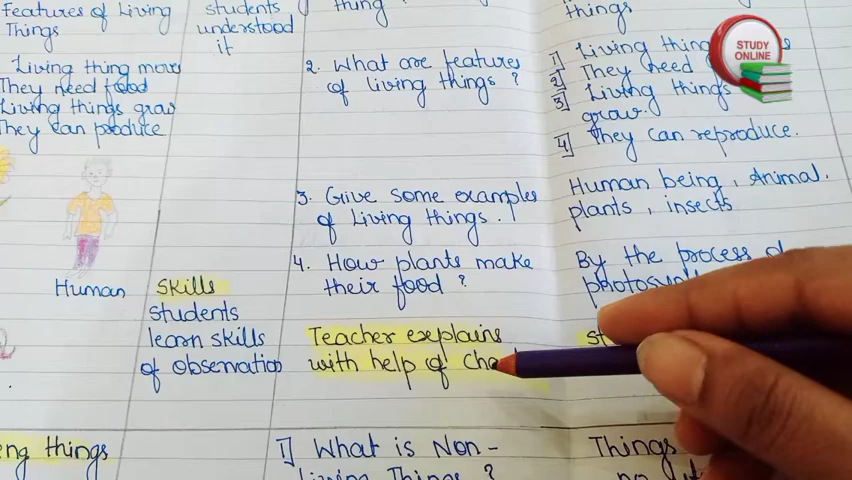 Features of Living
Things
Living thing move
They need food
Living things grow
They can produce
Human
students
understood
it
Skills
students
learn skills
of observation
thing
2. What are features
of living things ?
3. Give some examples
of Living things.
4. How plants make
their food ?
Teacher explains
with help of
1] What is Non-
living Things ?
things
1] Living thing
2] They need
3] Living things
grow.
4] They can reproduce.
Human being, Animal.
plants, insects
By the process of
Things
things
STUDY
ONLINE